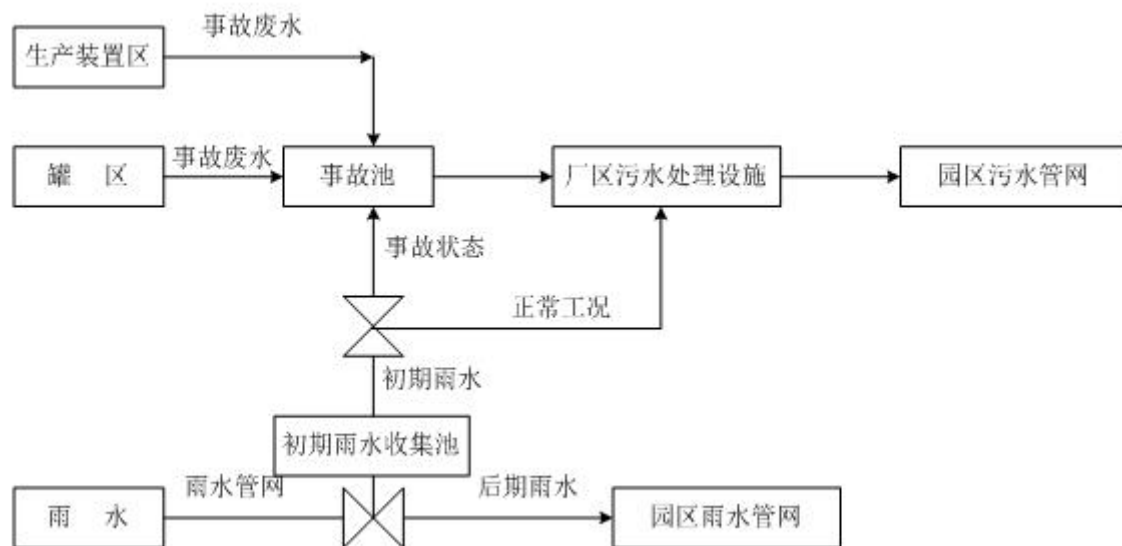 事故废水
生产装置区
罐 区
事故废水
事故池
厂区污水处理设施
园区污水管网
事故状态
正常工况
初期雨水
初期雨水收集池
雨水管网
后期雨水
雨 水
园区雨水管网